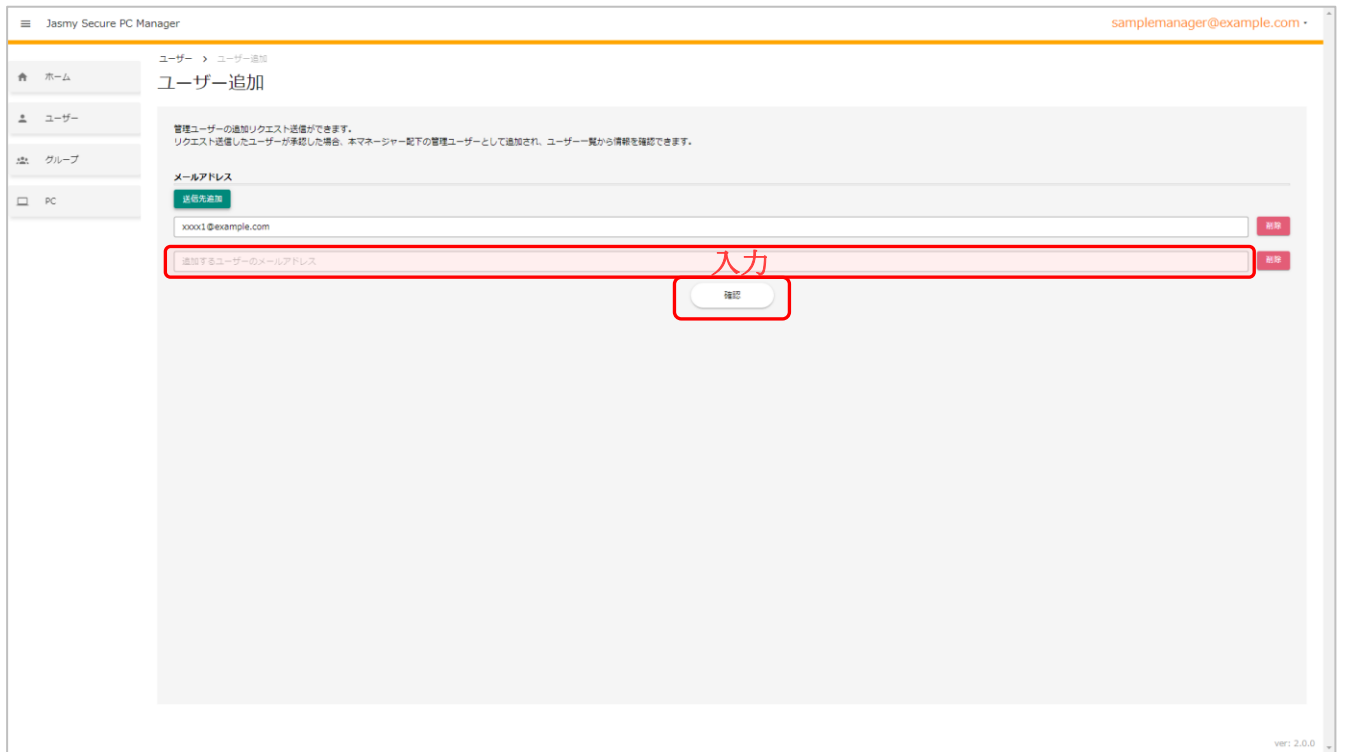 Jasmy Secure PC Manager
samplemanager@example.com
ユーザー > ユーザー追加
ホーム
ユーザー追加
ユーザー
管理ユーザーの追加リクエスト送信ができます。
リクエスト送信したユーザーが承認した場合、本マネージャー配下の管理ユーザーとして追加され、ユーザー一覧から情報を確認できます。
グループ
メールアドレス
PC
送信先追加
xxxx1@example.com
削除
追加するユーザーのメールアドレス
入力
削除
確認
ver: 2.0.0